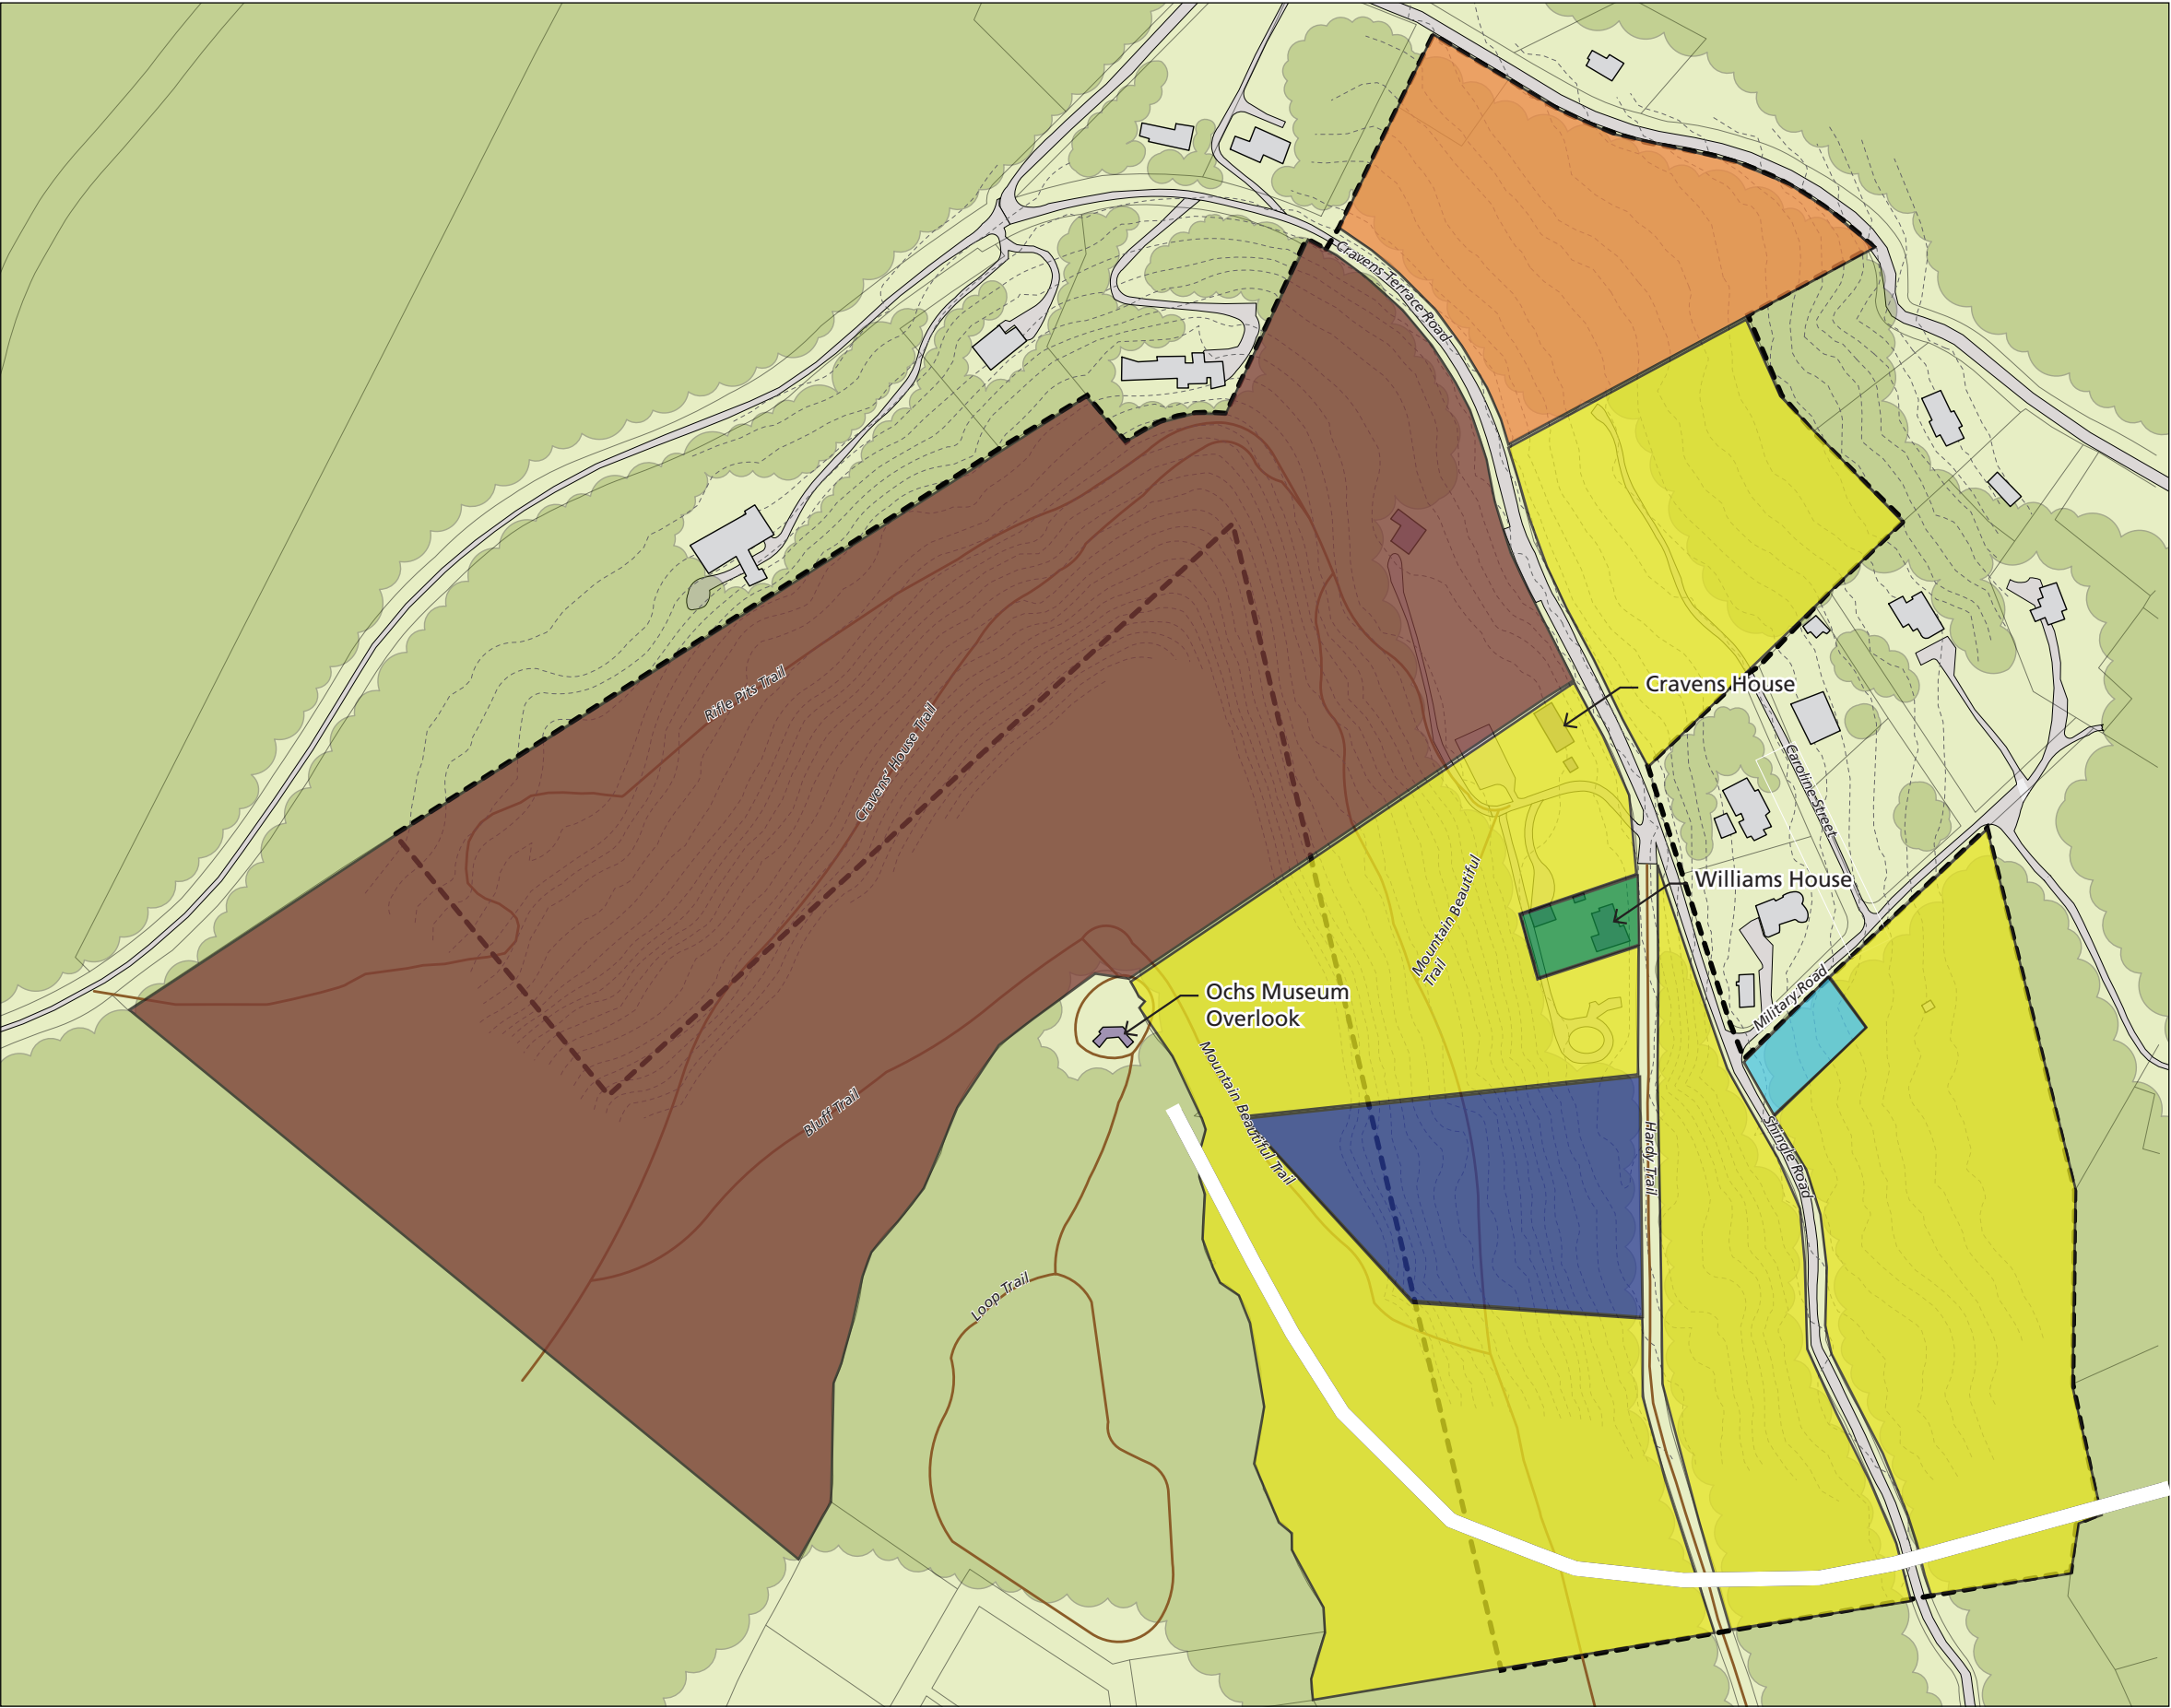 Cravens Terrace Road
Rifle Pits Trail
Cravens' House Trail
Cravens House
Caroline Street
Mountain Beautiful
Trail
Williams House
Ochs Museum
Overlook
Military Road
Mountain Beautiful Trail
Bluff Trail
Hardy Trail
Shingle Road
Loop Trail